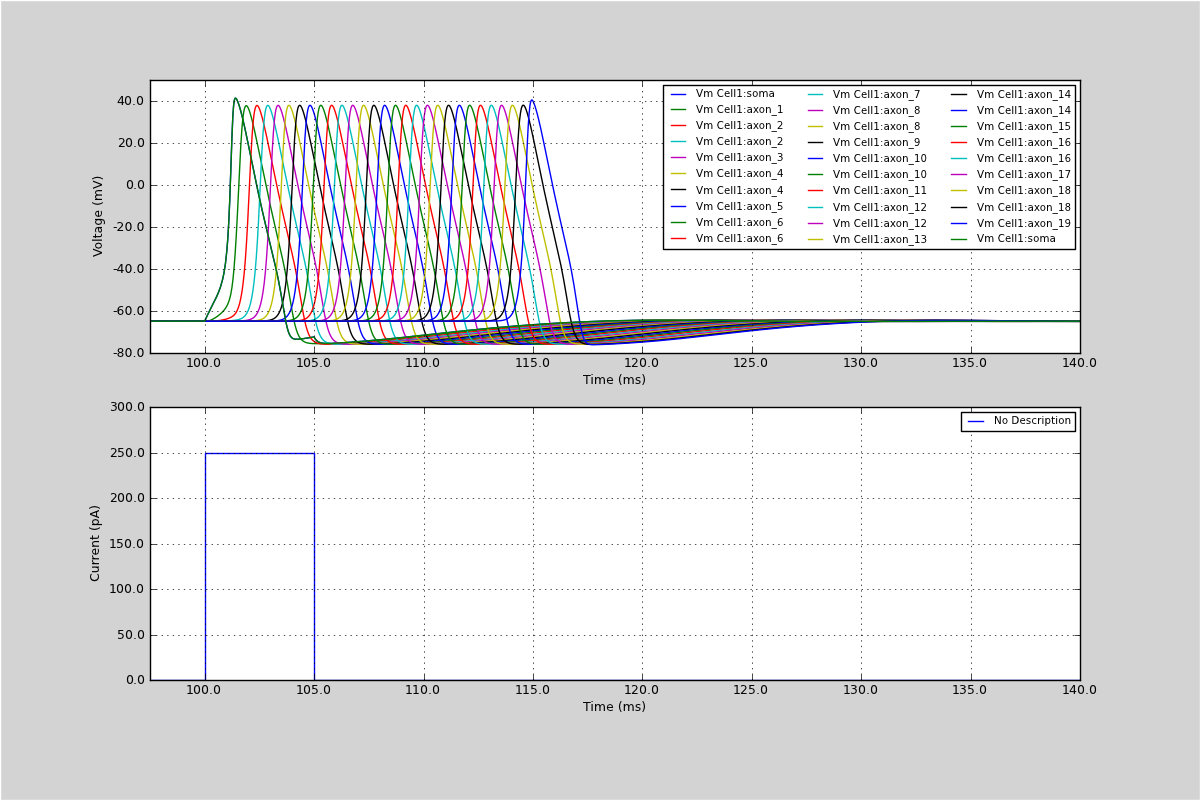 40.0
20.0
0.0
-20.0
-40.0
-60.0
-80.0
Voltage (mV)
Vm Cell1:soma
Vm Cell1:axon_1
Vm Cell1:axon_2
Vm Cell1:axon_2
Vm Cell1:axon_3
Vm Cell1:axon_4
Vm Cell1:axon_4
Vm Cell1:axon_5
Vm Cell1:axon_6
Vm Cell1:axon_6
Vm Cell1:axon_7
Vm Cell1:axon_8
Vm Cell1:axon_8
Vm Cell1:axon_9
Vm Cell1:axon_10
Vm Cell1:axon_10
Vm Cell1:axon_11
Vm Cell1:axon_12
Vm Cell1:axon_12
Vm Cell1:axon_13
Vm Cell1:axon_14
Vm Cell1:axon_14
Vm Cell1:axon_15
Vm Cell1:axon_16
Vm Cell1:axon_16
Vm Cell1:axon_17
Vm Cell1:axon_18
Vm Cell1:axon_18
Vm Cell1:axon_19
Vm Cell1:soma
100.0 105.0 110.0 115.0 120.0 125.0 130.0 135.0 140.0
Time (ms)
300.0
250.0
200.0
150.0
100.0
50.0
0.0
Current (pA)
No Description
100.0 105.0 110.0 115.0 120.0 125.0 130.0 135.0 140.0
Time (ms)